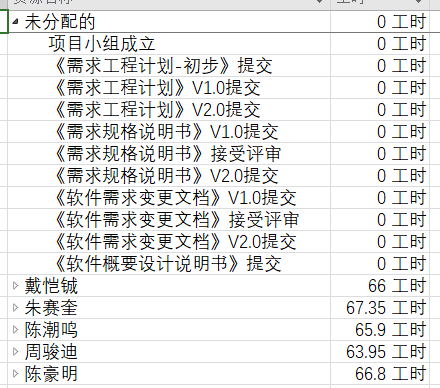 资源名称 工时
未分配的 0 工时
项目小组成立 0 工时
《需求工程计划-初步》提交 0 工时
《需求工程计划》V1.0提交 0 工时
《需求工程计划》V2.0提交 0 工时
《需求规格说明书》V1.0提交 0 工时
《需求规格说明书》接受评审 0 工时
《需求规格说明书》V2.0提交 0 工时
《软件需求变更文档》V1.0提交 0 工时
《软件需求变更文档》接受评审 0 工时
《软件需求变更文档》V2.0提交 0 工时
《软件概要设计说明书》提交 0 工时
戴恺铖 66 工时
朱赛奎 67.35 工时
陈潮鸣 65.9 工时
周骏迪 63.95 工时
陈豪明 66.8 工时